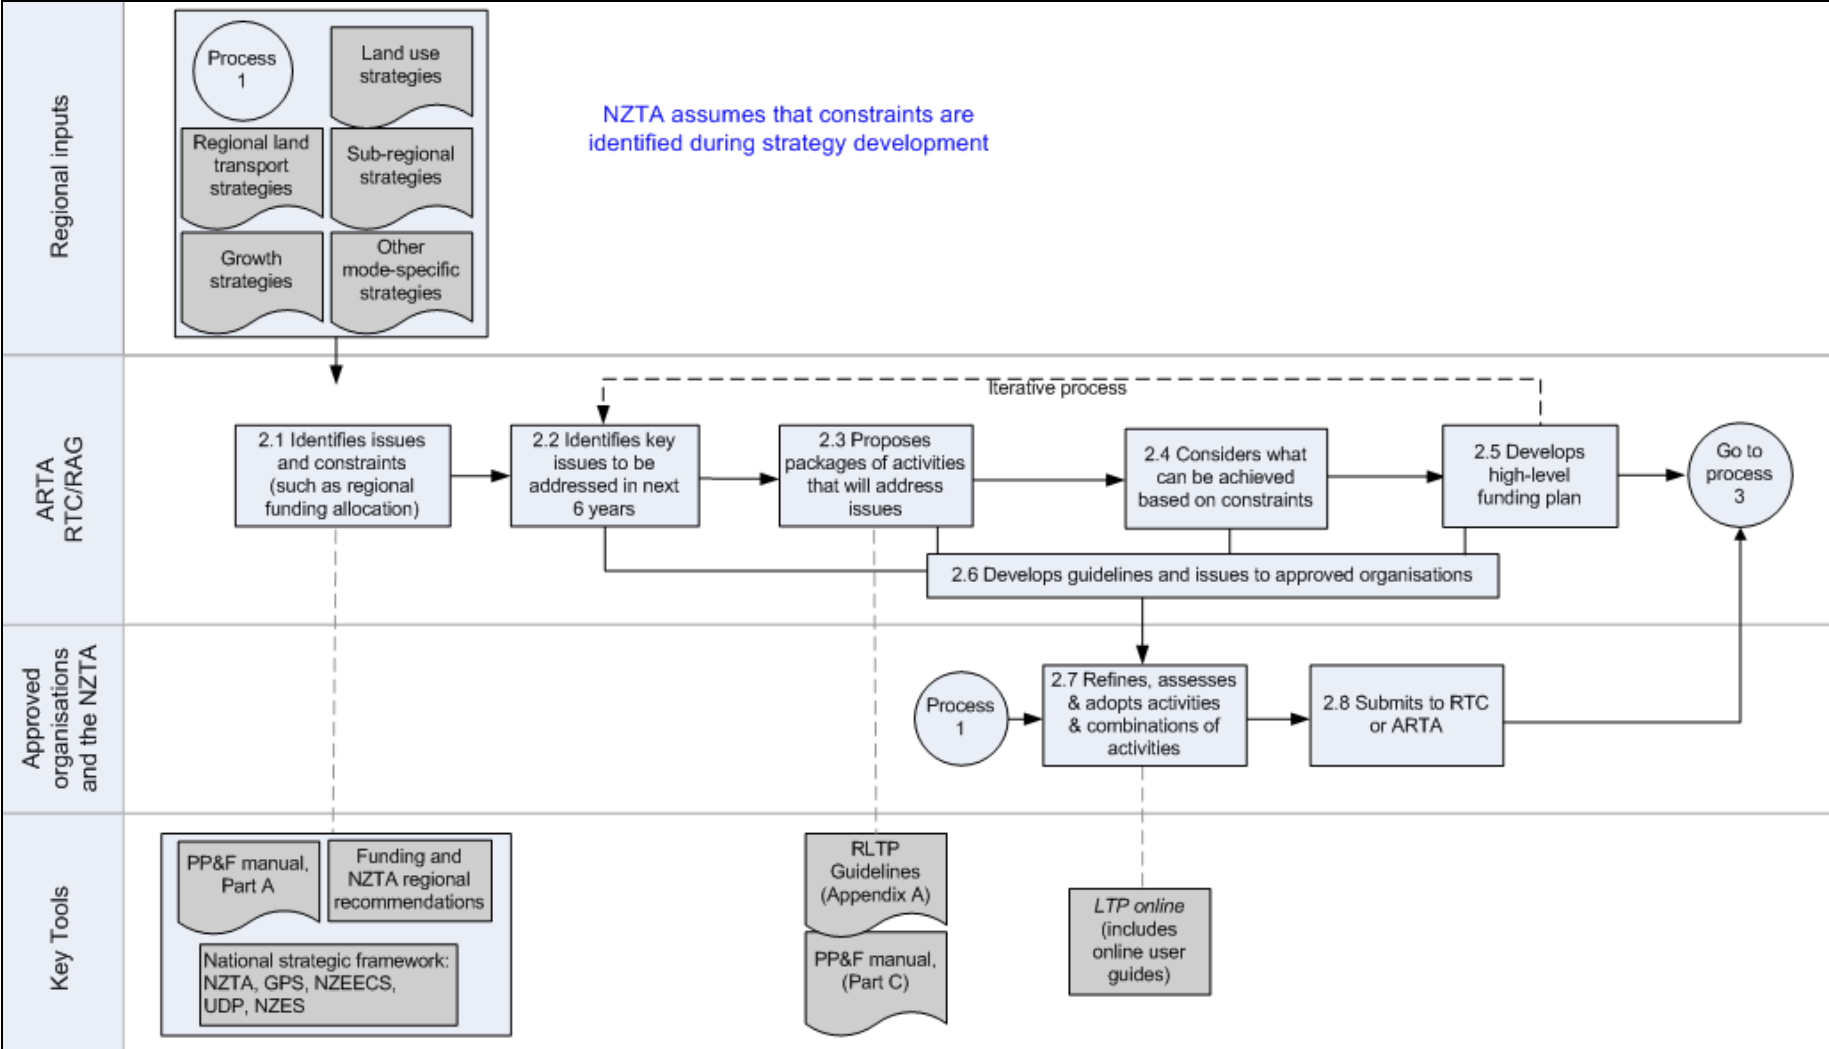 Regional inputs
Process
1
Land use
strategies
Regional land
transport
strategies
Sub-regional
strategies
Growth
strategies
Other
mode-specific
strategies
NZTA assumes that constraints are
identified during strategy development
ARTA
RTC/RAG
Iterative process
2.1 Identifies issues
and constraints
(such as regional
funding allocation)
2.2 Identifies key
issues to be
addressed in next
6 years
2.3 Proposes
packages of activities
that will address
issues
2.4 Considers what
can be achieved
based on constraints
2.5 Develops
high-level
funding plan
Go to
process
3
2.6 Develops guidelines and issues to approved organisations
Approved
organisations
and the NZTA
Process
1
2.7 Refines, assesses
& adopts activities
& combinations of
activities
2.8 Submits to RTC
or ARTA
Key Tools
PP&F manual,
Part A
Funding and
NZTA regional
recommendations
National strategic framework:
NZTA, GPS, NZEECS,
UDP, NZES
RLTP
Guidelines
(Appendix A)
PP&F manual,
(Part C)
LTP online
(includes
online user
guides)